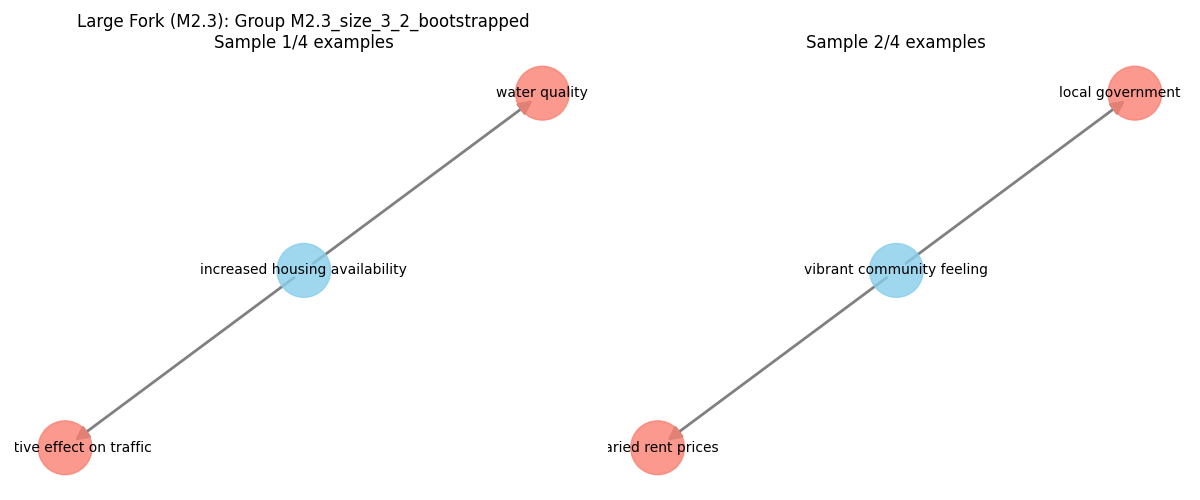 Large Fork (M2.3): Group M2.3_size_3_2_bootstrapped
Sample 1/4 examples
Sample 2/4 examples
water quality
local government
increased housing availability
vibrant community feeling
tive effect on traffic
aried rent prices